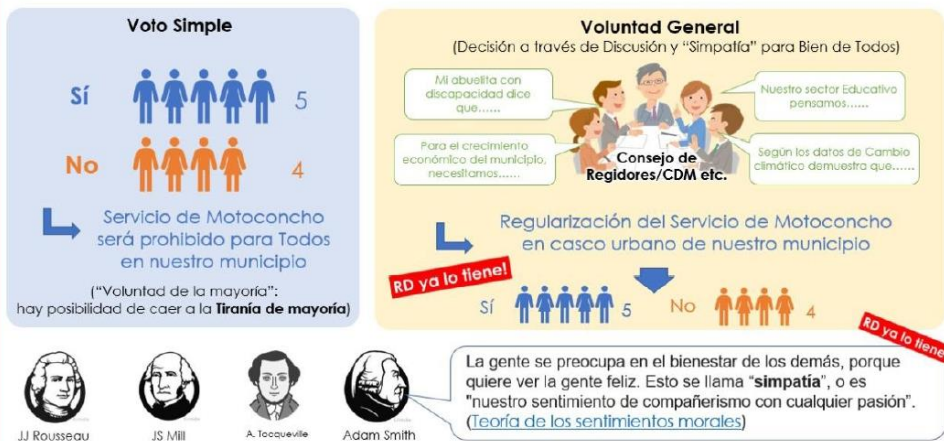 Voto Simple
Sí
5
No
4
Servicio de Motoconcho
será prohibido para Todos
en nuestro municipio
("Voluntad de la mayoría":
hay posibilidad de caer a la Tiranía de mayoría)
Voluntad General
(Decisión a través de Discusión y "Simpatía" para Bien de Todos)
Mi abuelita con
discapacidad dice
que......
Nuestro sector Educativo
pensamos......
Para el crecimiento
económico del municipio,
necesitamos......
Consejo de
Regidores/CDM etc.
Según los datos de Cambio
climático demuestra que......
Regularización del Servicio de Motoconcho
en casco urbano de nuestro municipio
RD ya lo tiene!
Sí
5
No
4
RD ya lo tiene
La gente se preocupa en el bienestar de los demás, porque
quiere ver la gente feliz. Esto se llama "simpatía", o es
"nuestro sentimiento de compañerismo con cualquier pasión".
(Teoría de los sentimientos morales)
JJ Rousseau
JS Mill
A. Tocqueville
Adam Smith